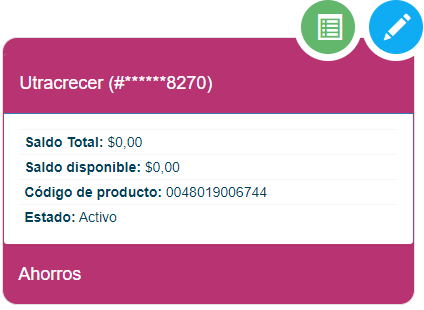 Utracrecer (#******8270)
Saldo Total: $0,00
Saldo disponible: $0,00
Código de producto: 0048019006744
Estado: Activo
Ahorros